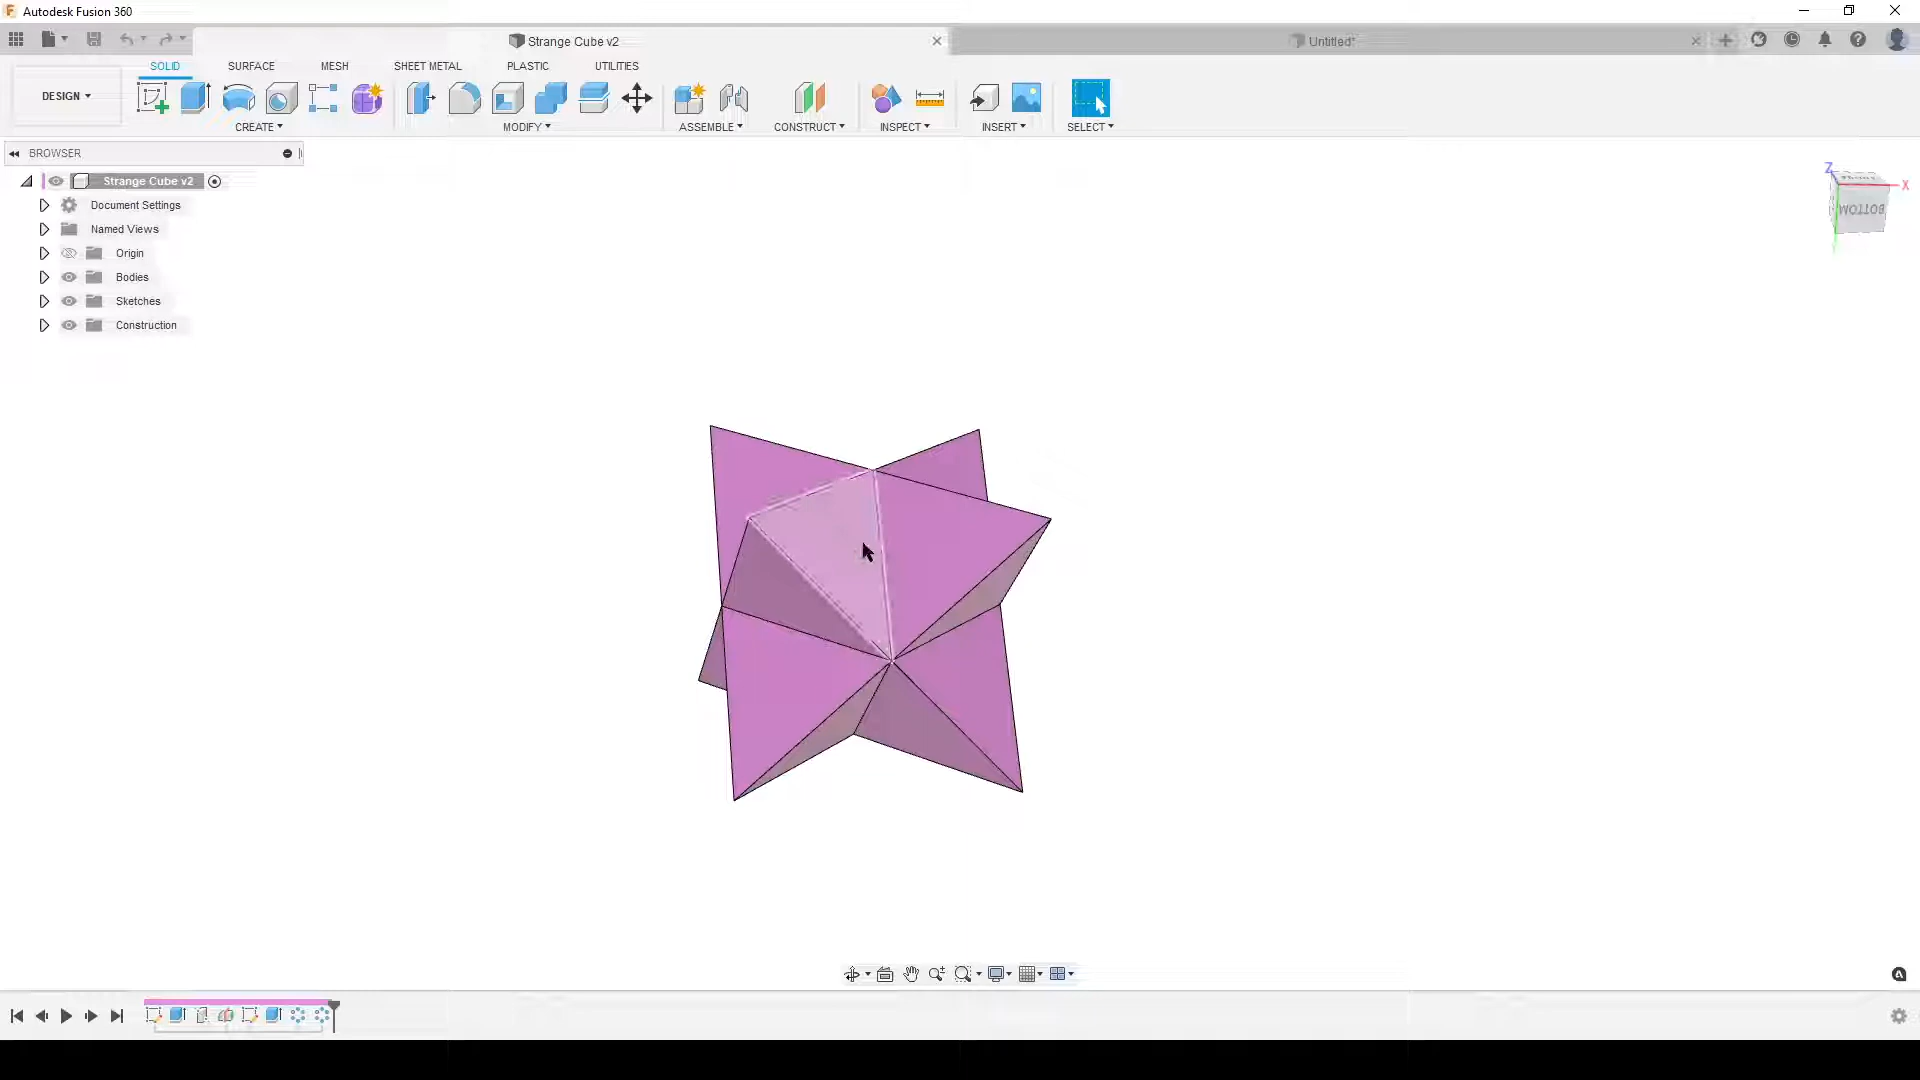 Autodesk Fusion 360
Strange Cube v2
Untitled*
SOLID SURFACE MESH SHEET METAL PLASTIC UTILITIES
DESIGN
CREATE MODIFY ASSEMBLE CONSTRUCT INSPECT INSERT SELECT
BROWSER
Strange Cube v2
Document Settings
Named Views
Origin
Bodies
Sketches
Construction
Z
X
BOTTOM